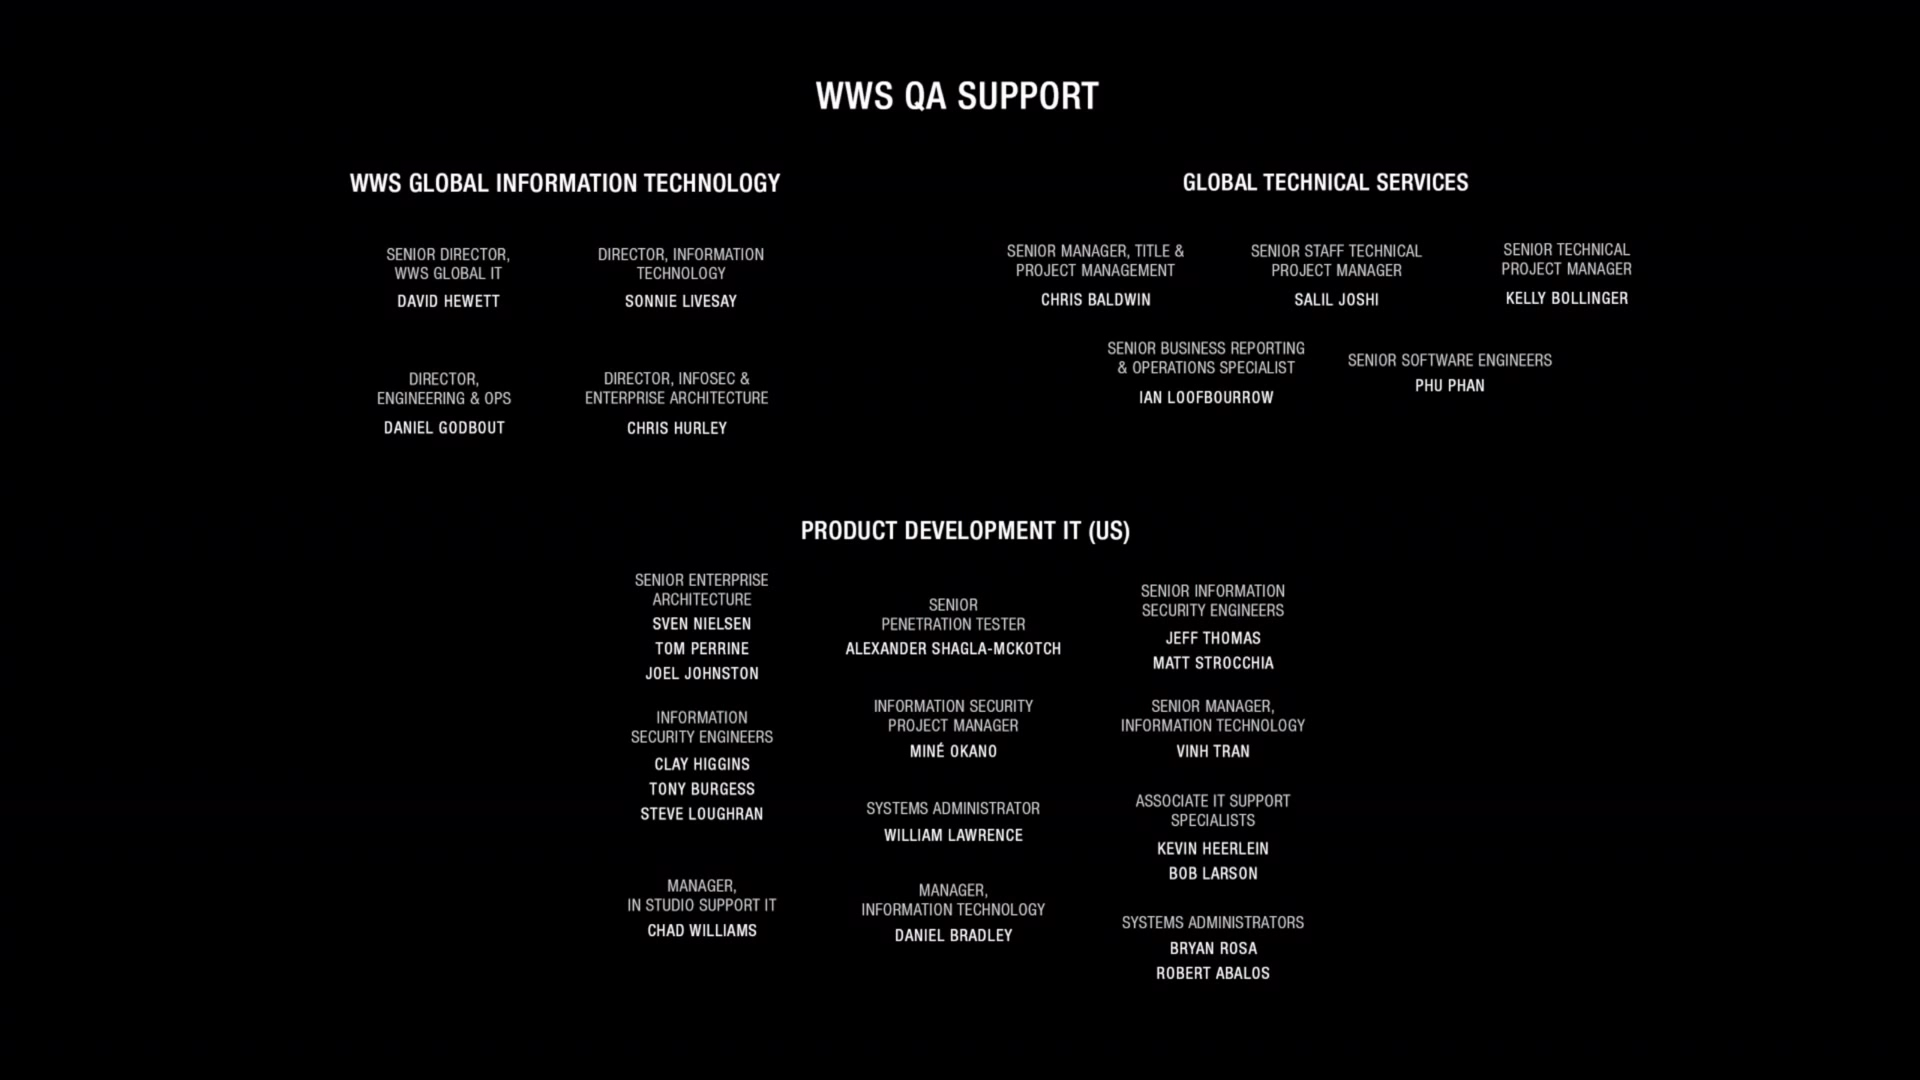 WWS QA SUPPORT
WWS GLOBAL INFORMATION TECHNOLOGY
SENIOR DIRECTOR,
WWS GLOBAL IT
DAVID HEWETT
DIRECTOR, INFORMATION
TECHNOLOGY
SONNIE LIVESAY
DIRECTOR,
ENGINEERING & OPS
DANIEL GODBOUT
DIRECTOR, INFOSEC &
ENTERPRISE ARCHITECTURE
CHRIS HURLEY
GLOBAL TECHNICAL SERVICES
SENIOR MANAGER, TITLE &
PROJECT MANAGEMENT
CHRIS BALDWIN
SENIOR STAFF TECHNICAL
PROJECT MANAGER
SALIL JOSHI
SENIOR TECHNICAL
PROJECT MANAGER
KELLY BOLLINGER
SENIOR BUSINESS REPORTING
& OPERATIONS SPECIALIST
IAN LOOFBOURROW
SENIOR SOFTWARE ENGINEERS
PHU PHAN
PRODUCT DEVELOPMENT IT (US)
SENIOR ENTERPRISE
ARCHITECTURE
SVEN NIELSEN
TOM PERRINE
JOEL JOHNSTON
SENIOR
PENETRATION TESTER
ALEXANDER SHAGLA-MCKOTCH
SENIOR INFORMATION
SECURITY ENGINEERS
JEFF THOMAS
MATT STROCCHIA
INFORMATION
SECURITY ENGINEERS
CLAY HIGGINS
TONY BURGESS
STEVE LOUGHRAN
INFORMATION SECURITY
PROJECT MANAGER
MINÉ OKANO
SENIOR MANAGER,
INFORMATION TECHNOLOGY
VINH TRAN
SYSTEMS ADMINISTRATOR
WILLIAM LAWRENCE
ASSOCIATE IT SUPPORT
SPECIALISTS
KEVIN HEERLEIN
BOB LARSON
MANAGER,
IN STUDIO SUPPORT IT
CHAD WILLIAMS
MANAGER,
INFORMATION TECHNOLOGY
DANIEL BRADLEY
SYSTEMS ADMINISTRATORS
BRYAN ROSA
ROBERT ABALOS